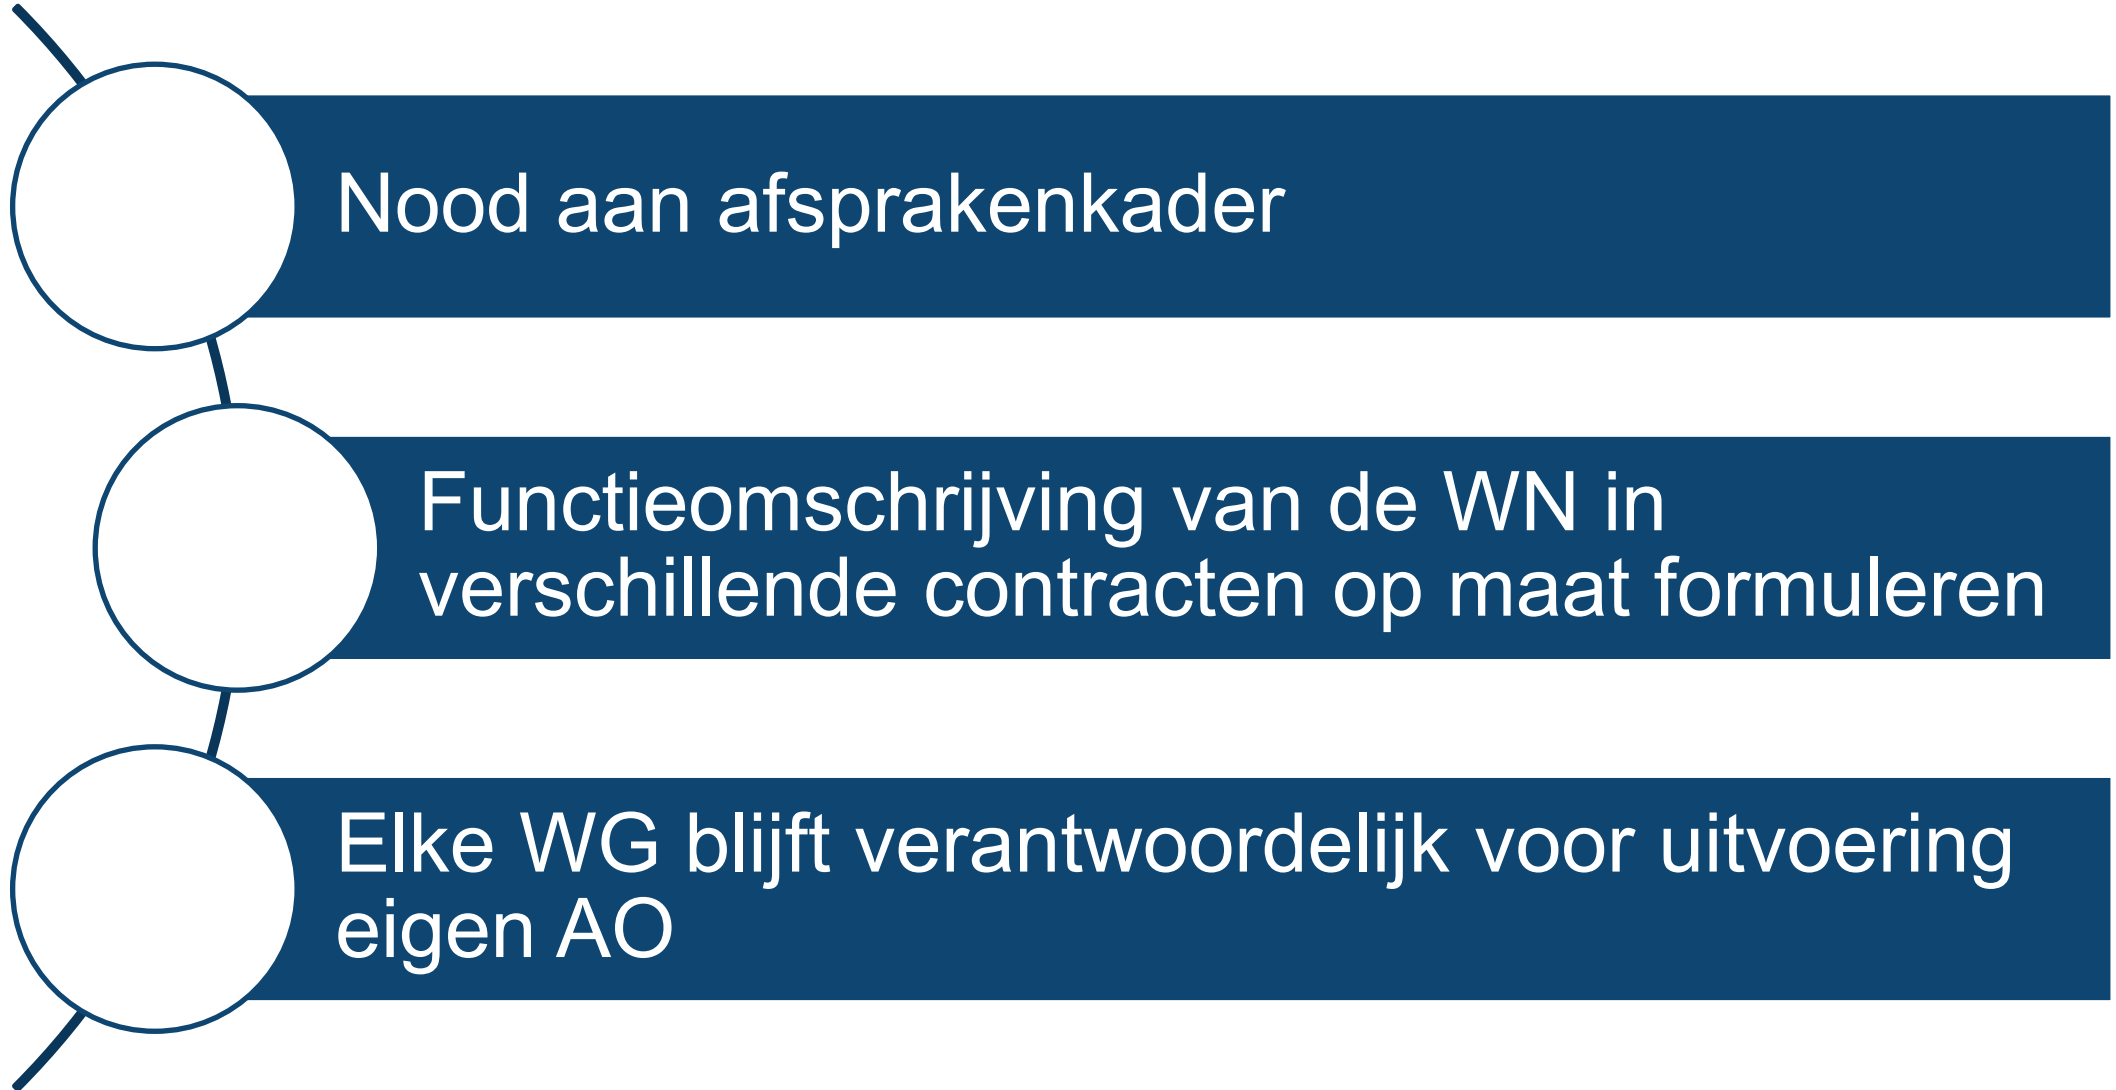 Nood aan afsprakenkader
Functieomschrijving van de WN in
verschillende contracten op maat formuleren
Elke WG blijft verantwoordelijk voor uitvoering
eigen AO